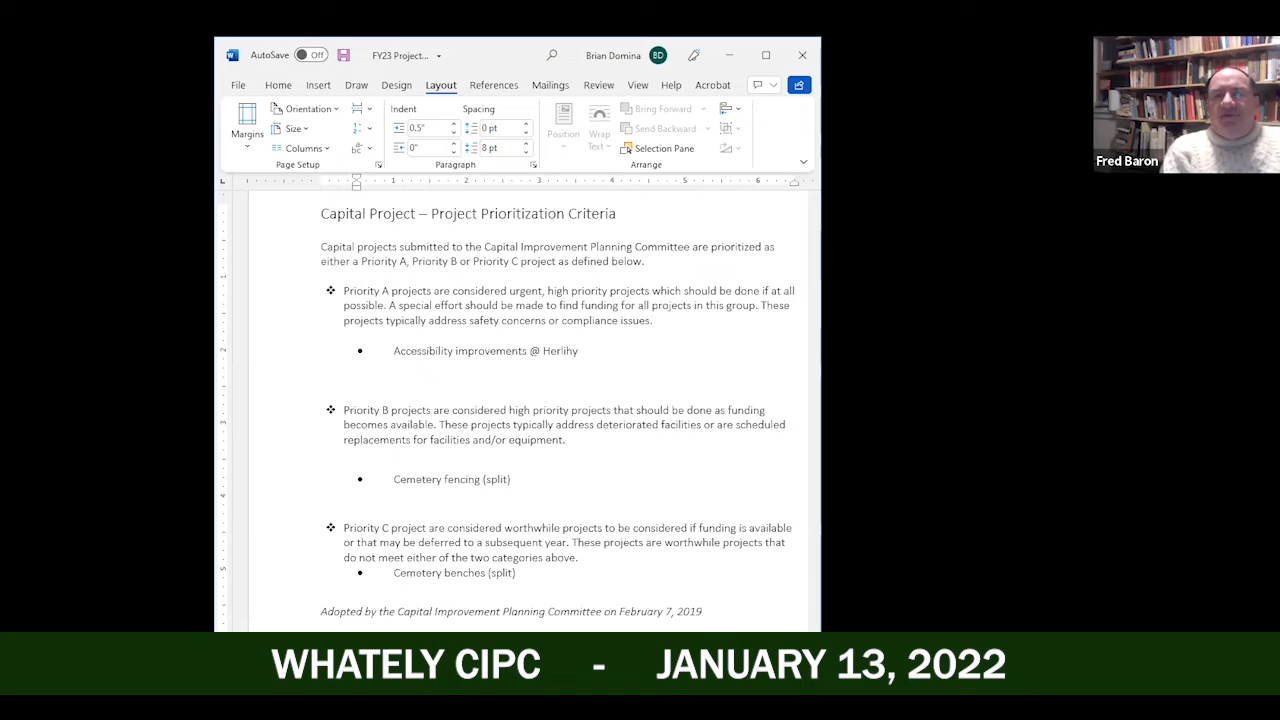 AutoSave Off FY23 Project... Brian Domina BD
File Home Insert Draw Design Layout References Mailings Review View Help Acrobat
Margins Orientation Size Columns Page Setup
Indent Spacing
0.5" 0 pt
0" 8 pt
Paragraph
Position Wrap Text Bring Forward Send Backward Selection Pane Arrange
1 2 3 4 5 6
Fred Baron
Capital Project – Project Prioritization Criteria
Capital projects submitted to the Capital Improvement Planning Committee are prioritized as
either a Priority A, Priority B or Priority C project as defined below.
❖ Priority A projects are considered urgent, high priority projects which should be done if at all
possible. A special effort should be made to find funding for all projects in this group. These
projects typically address safety concerns or compliance issues.
• Accessibility improvements @ Herlihy
❖ Priority B projects are considered high priority projects that should be done as funding
becomes available. These projects typically address deteriorated facilities or are scheduled
replacements for facilities and/or equipment.
• Cemetery fencing (split)
❖ Priority C project are considered worthwhile projects to be considered if funding is available
or that may be deferred to a subsequent year. These projects are worthwhile projects that
do not meet either of the two categories above.
• Cemetery benches (split)
Adopted by the Capital Improvement Planning Committee on February 7, 2019
WHATELY CIPC - JANUARY 13, 2022